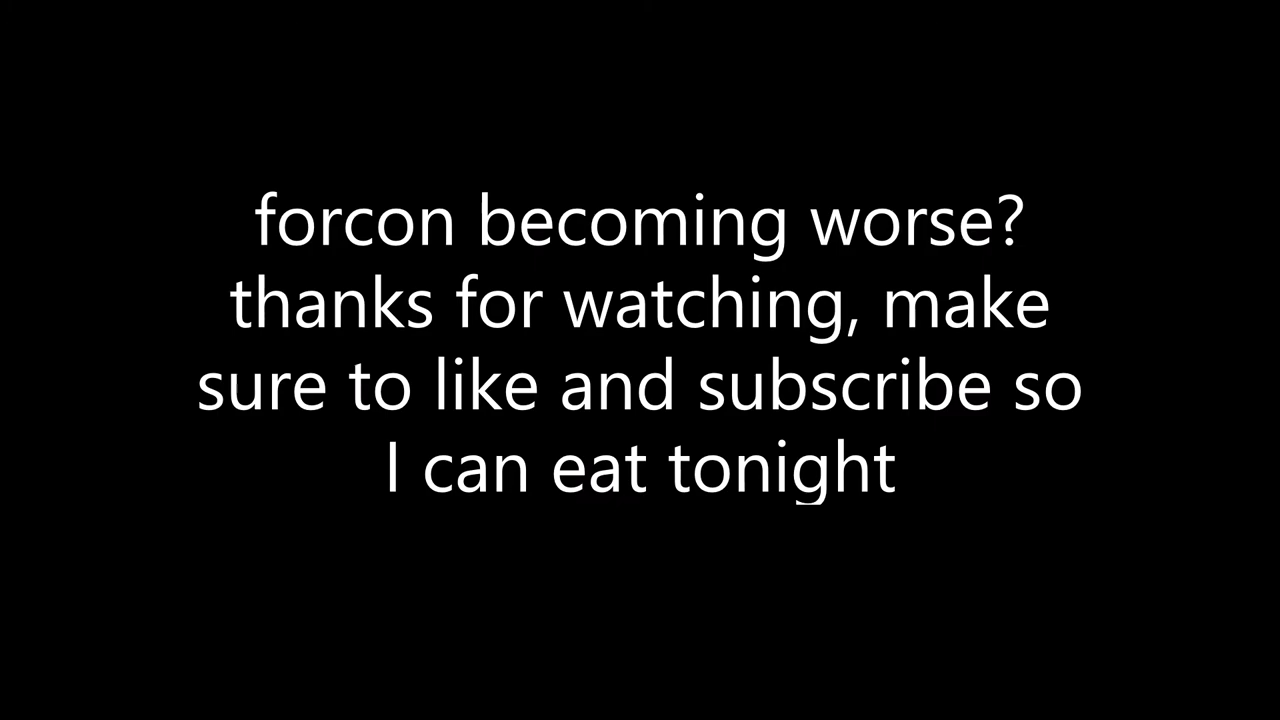 forcon becoming worse?
thanks for watching, make
sure to like and subscribe so
I can eat tonight